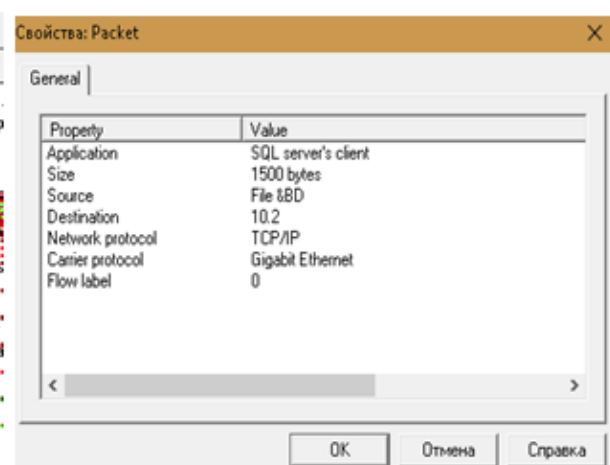 Свойства: Packet
General
Property Value
Application SQL server's client
Size 1500 bytes
Source File &BD
Destination 10.2
Network protocol TCP/IP
Carrier protocol Gigabit Ethernet
Flow label 0
OK Отмена Справка